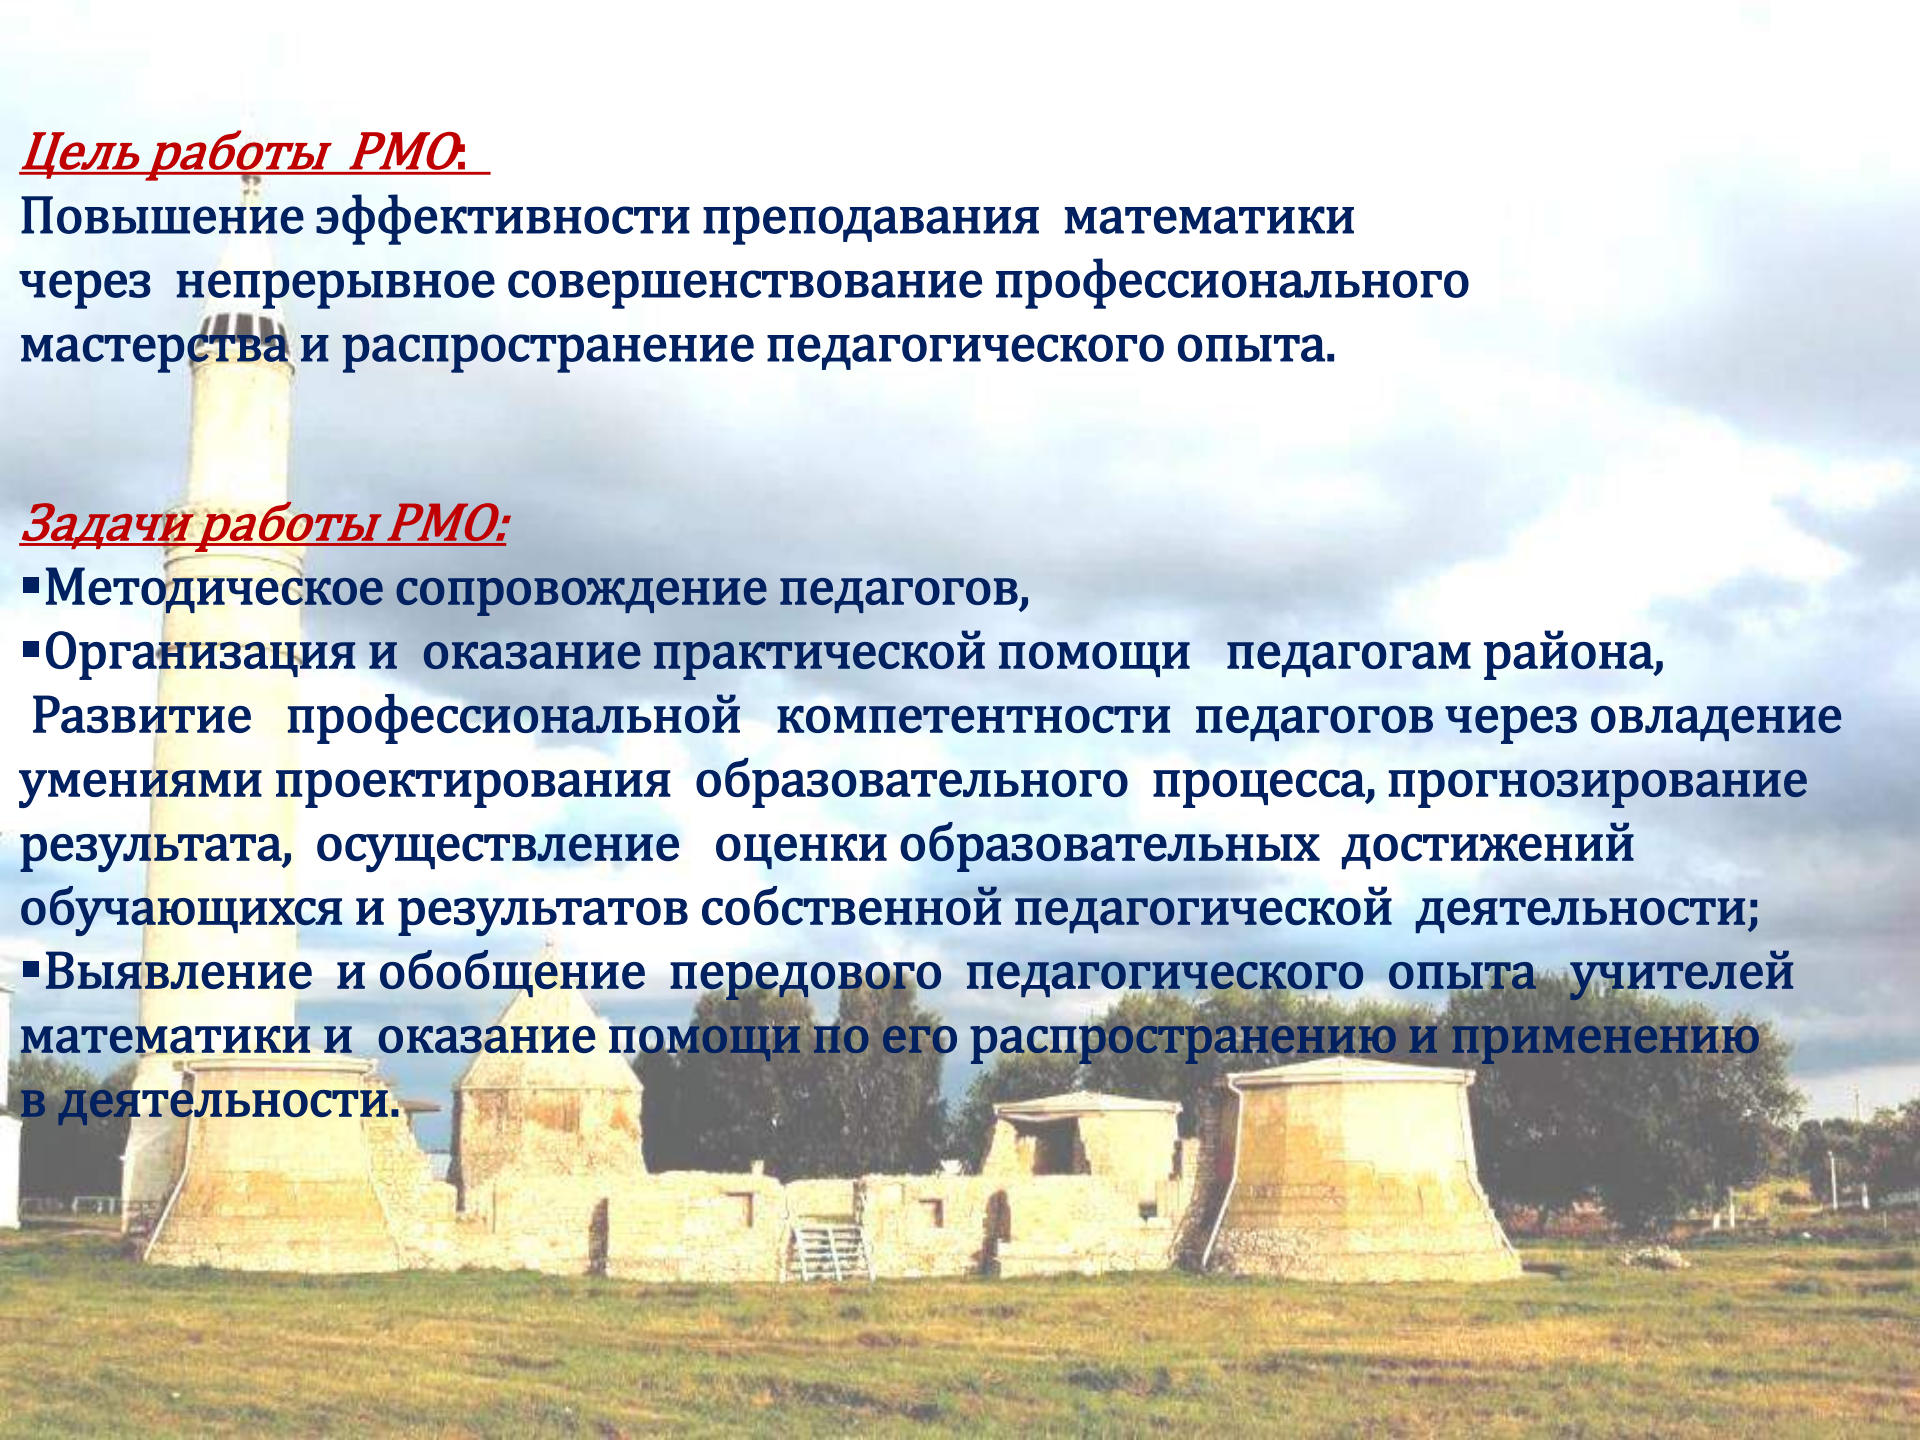 Цель работы РМО:
Повышение эффективности преподавания математики
через непрерывное совершенствование профессионального
мастерства и распространение педагогического опыта.
Задачи работы РМО:
▪Методическое сопровождение педагогов,
▪Организация и оказание практической помощи педагогам района,
Развитие профессиональной компетентности педагогов через овладение
умениями проектирования образовательного процесса, прогнозирование
результата, осуществление оценки образовательных достижений
обучающихся и результатов собственной педагогической деятельности;
▪Выявление и обобщение передового педагогического опыта учителей
математики и оказание помощи по его распространению и применению
в деятельности.